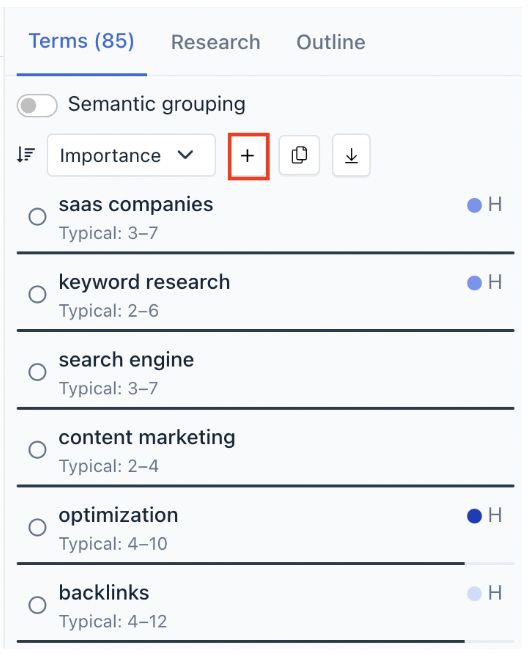 Terms (85) Research Outline
Semantic grouping
Importance
saas companies H
Typical: 3–7
keyword research H
Typical: 2–6
search engine
Typical: 3–7
content marketing
Typical: 2–4
optimization H
Typical: 4–10
backlinks H
Typical: 4–12